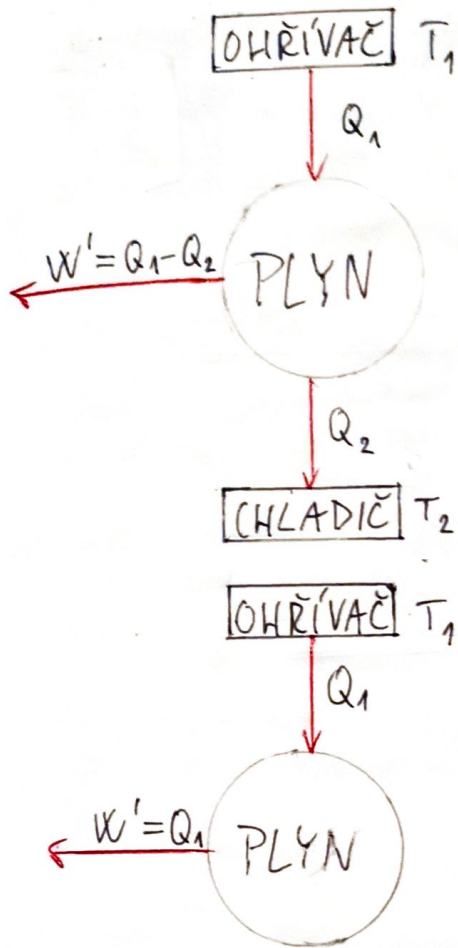 OHŘÍVAČ T₁
Q₁
W'=Q₁-Q₂
PLYN
Q₂
CHLADIČ T₂
OHŘÍVAČ T₁
Q₁
W'=Q₁
PLYN